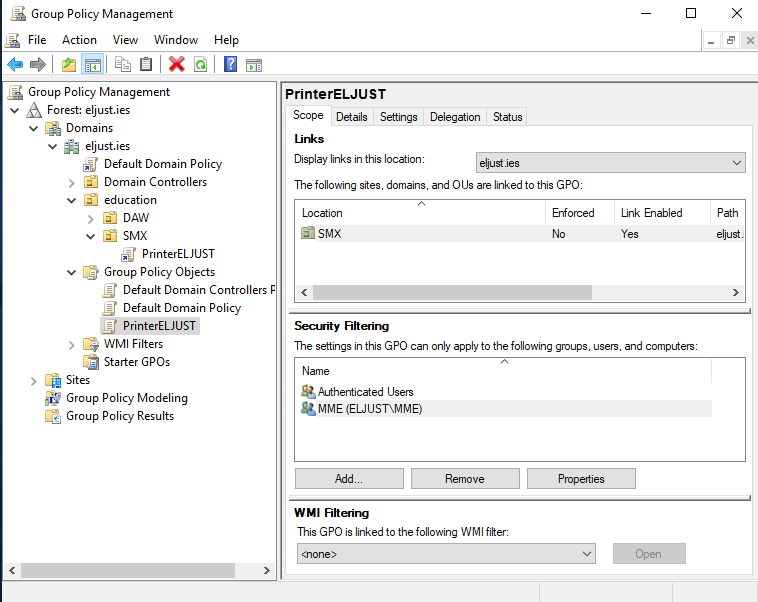 Group Policy Management
File Action View Window Help
Group Policy Management
Forest: eljust.ies
Domains
eljust.ies
Default Domain Policy
Domain Controllers
education
DAW
SMX
PrinterELJUST
Group Policy Objects
Default Domain Controllers P
Default Domain Policy
PrinterELJUST
WMI Filters
Starter GPOs
Sites
Group Policy Modeling
Group Policy Results
PrinterELJUST
Scope Details Settings Delegation Status
Links
Display links in this location: eljust.ies
The following sites, domains, and OUs are linked to this GPO:
Location Enforced Link Enabled Path
SMX No Yes eljust.
Security Filtering
The settings in this GPO can only apply to the following groups, users, and computers:
Name
Authenticated Users
MME (ELJUST\MME)
Add... Remove Properties
WMI Filtering
This GPO is linked to the following WMI filter:
<none> Open